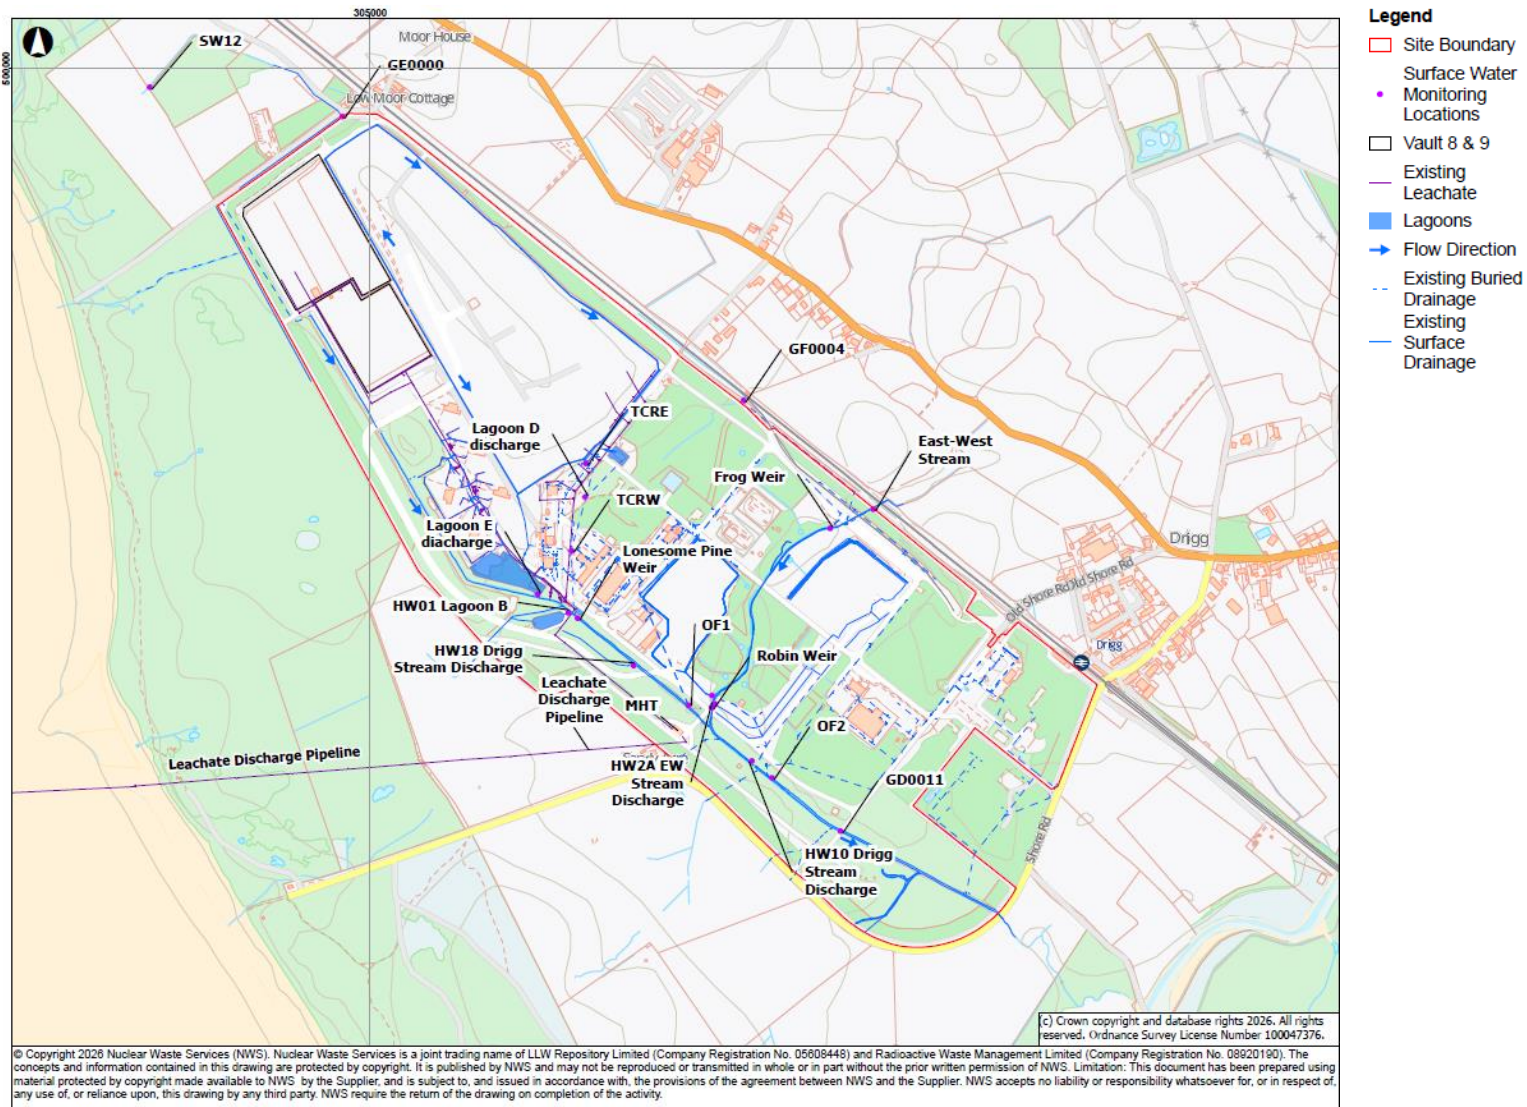 305000
500000
SW12
Moor House
GE0000
Low Moor Cottage
GF0004
TCRE
Lagoon D
discharge
East-West
Stream
Frog Weir
TCRW
Lagoon E
diacharge
Lonesome Pine
Weir
Drigg
Old Shore Rd
Old Shore Rd
HW01 Lagoon B
OF1
Drigg
HW18 Drigg
Stream Discharge
Robin Weir
Leachate
Discharge
Pipeline
MHT
OF2
Leachate Discharge Pipeline
HW2A EW
Stream
Discharge
GD0011
Shore Rd
HW10 Drigg
Stream
Discharge
Legend
Site Boundary
Surface Water
Monitoring
Locations
Vault 8 & 9
Existing
Leachate
Lagoons
Flow Direction
Existing Buried
Drainage
Existing
Surface
Drainage
(c) Crown copyright and database rights 2026. All rights
reserved. Ordnance Survey License Number 100047376.
© Copyright 2026 Nuclear Waste Services (NWS). Nuclear Waste Services is a joint trading name of LLW Repository Limited (Company Registration No. 05608448) and Radioactive Waste Management Limited (Company Registration No. 08920190). The
concepts and information contained in this drawing are protected by copyright. It is published by NWS and may not be reproduced or transmitted in whole or in part without the prior written permission of NWS. Limitation: This document has been prepared using
material protected by copyright made available to NWS by the Supplier, and is subject to, and issued in accordance with, the provisions of the agreement between NWS and the Supplier. NWS accepts no liability or responsibility whatsoever for, or in respect of,
any use of, or reliance upon, this drawing by any third party. NWS require the return of the drawing on completion of the activity.